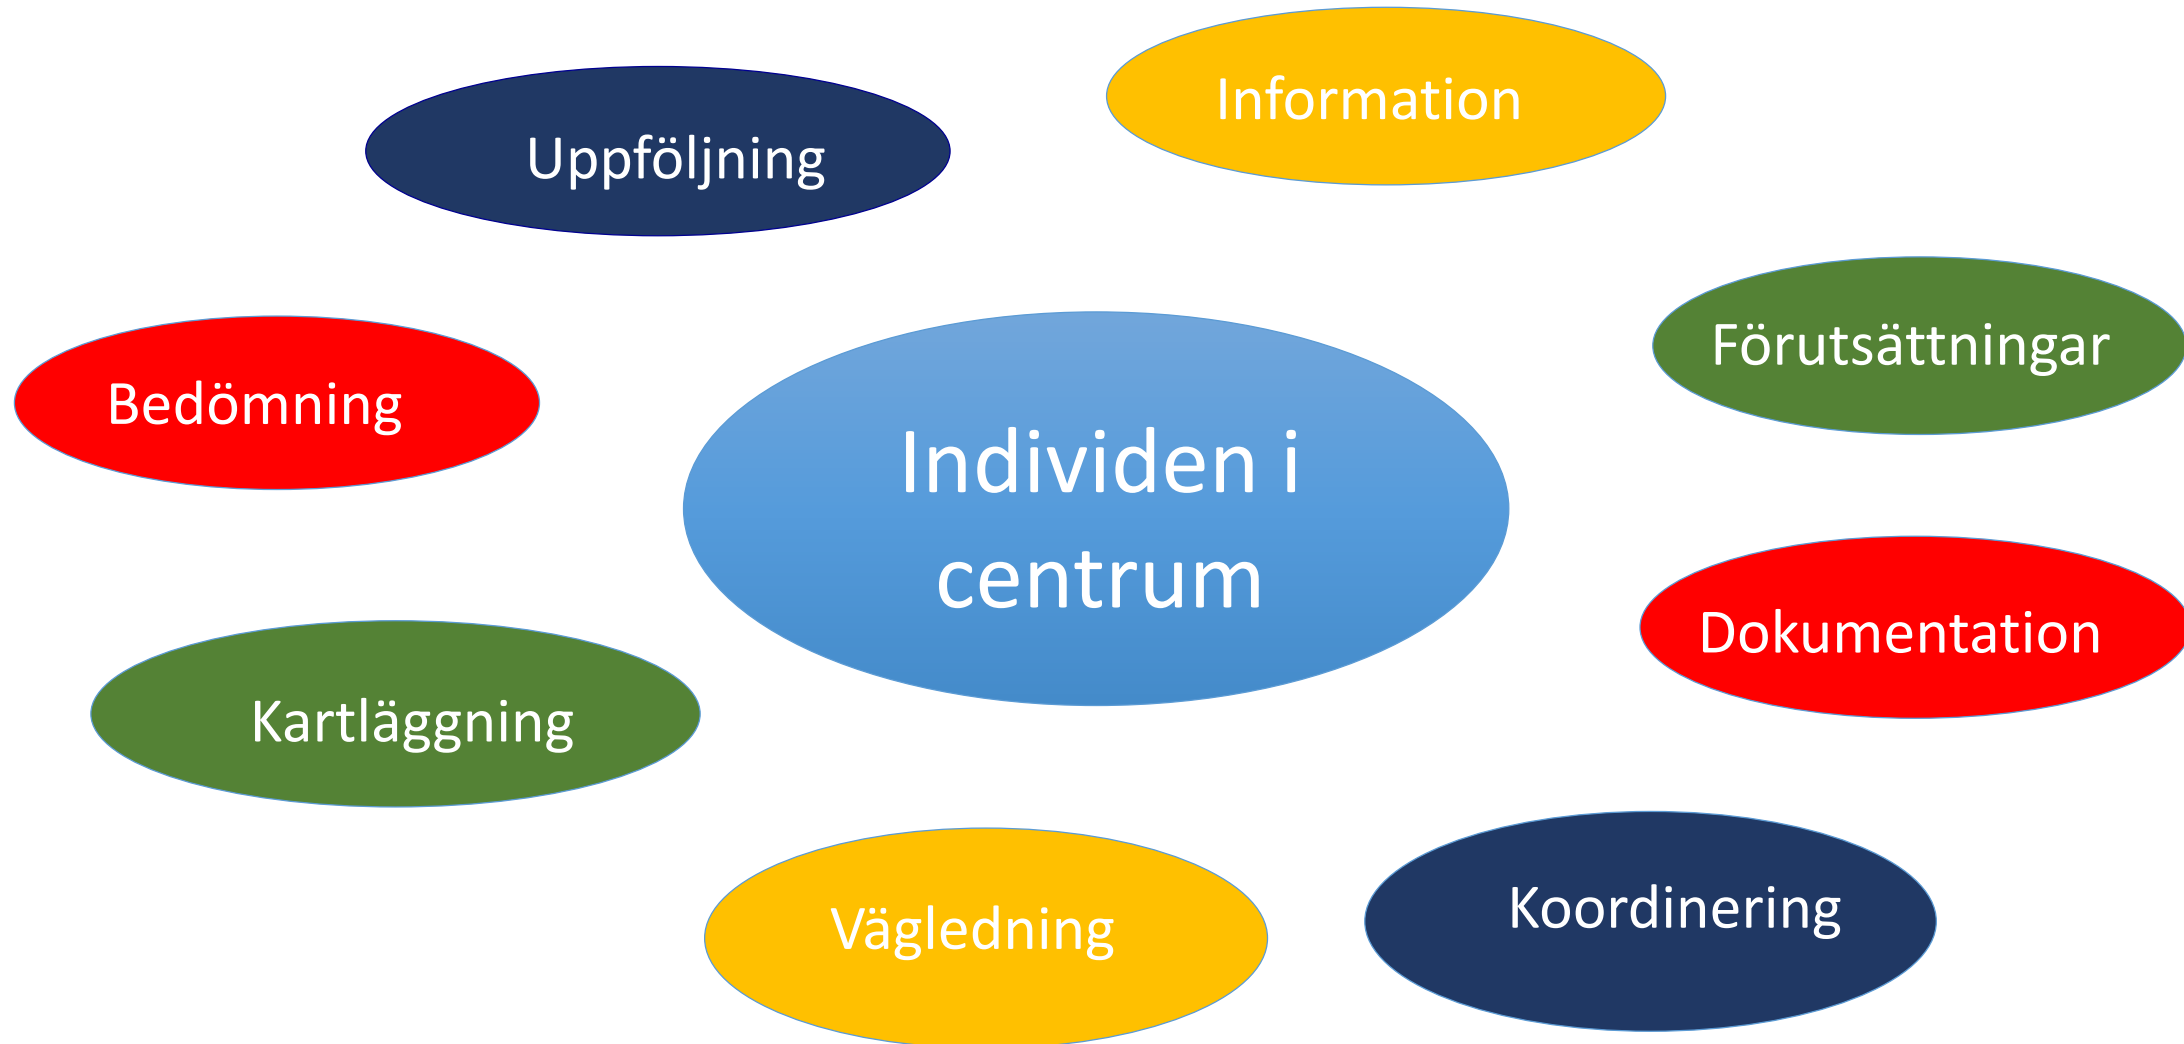 Information
Uppföljning
Förutsättningar
Bedömning
Individen i
centrum
Dokumentation
Kartläggning
Koordinering
Vägledning